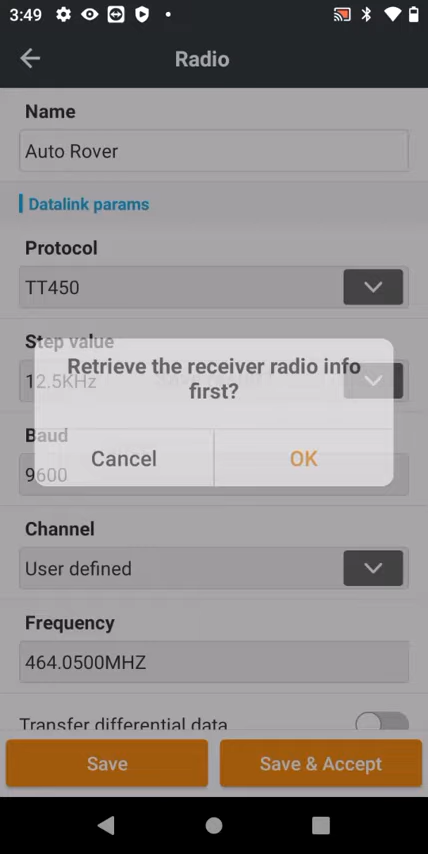 3:49
Radio
Name
Auto Rover
Datalink params
Protocol
TT450
Step value
12.5KHz
Retrieve the receiver radio info
first?
Baud
Cancel
OK
9600
Channel
User defined
Frequency
464.0500MHZ
Transfer differential data
Save
Save & Accept